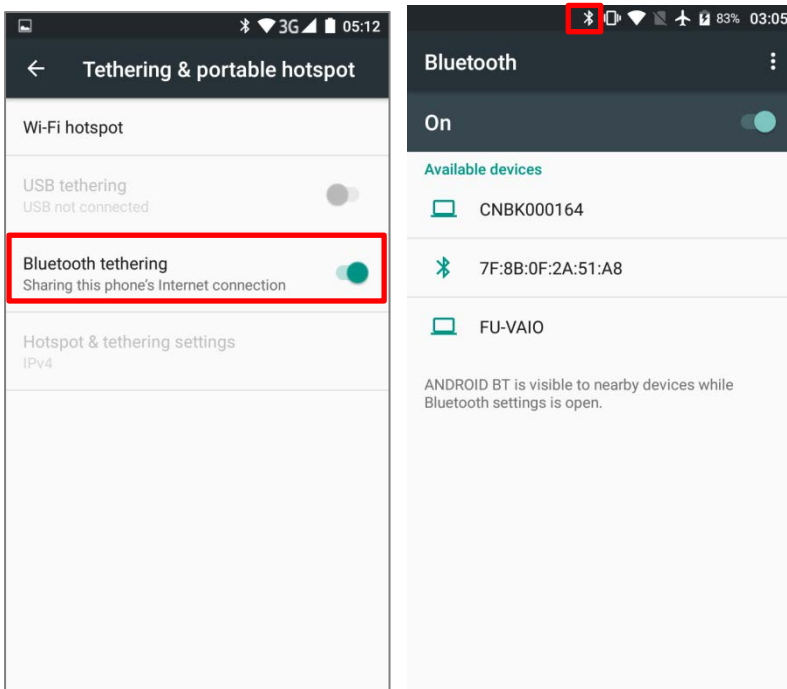 3G 05:12
Tethering & portable hotspot
Wi-Fi hotspot
USB tethering
USB not connected
Bluetooth tethering
Sharing this phone's Internet connection
Hotspot & tethering settings
IPv4
83% 03:05
Bluetooth
On
Available devices
CNBK000164
7F:8B:0F:2A:51:A8
FU-VAIO
ANDROID BT is visible to nearby devices while
Bluetooth settings is open.